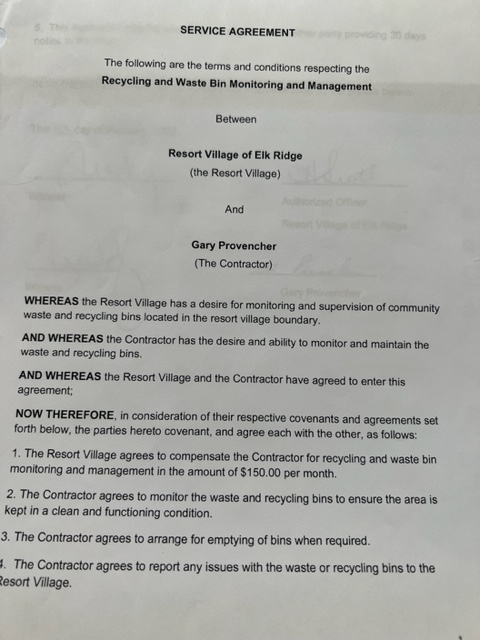 SERVICE AGREEMENT
The following are the terms and conditions respecting the
Recycling and Waste Bin Monitoring and Management
Between
Resort Village of Elk Ridge
(the Resort Village)
And
Gary Provencher
(The Contractor)
WHEREAS the Resort Village has a desire for monitoring and supervision of community
waste and recycling bins located in the resort village boundary.
AND WHEREAS the Contractor has the desire and ability to monitor and maintain the
waste and recycling bins.
AND WHEREAS the Resort Village and the Contractor have agreed to enter this
agreement;
NOW THEREFORE, in consideration of their respective covenants and agreements set
forth below, the parties hereto covenant, and agree each with the other, as follows:
1. The Resort Village agrees to compensate the Contractor for recycling and waste bin
monitoring and management in the amount of $150.00 per month.
2. The Contractor agrees to monitor the waste and recycling bins to ensure the area is
kept in a clean and functioning condition.
3. The Contractor agrees to arrange for emptying of bins when required.
4. The Contractor agrees to report any issues with the waste or recycling bins to the
Resort Village.